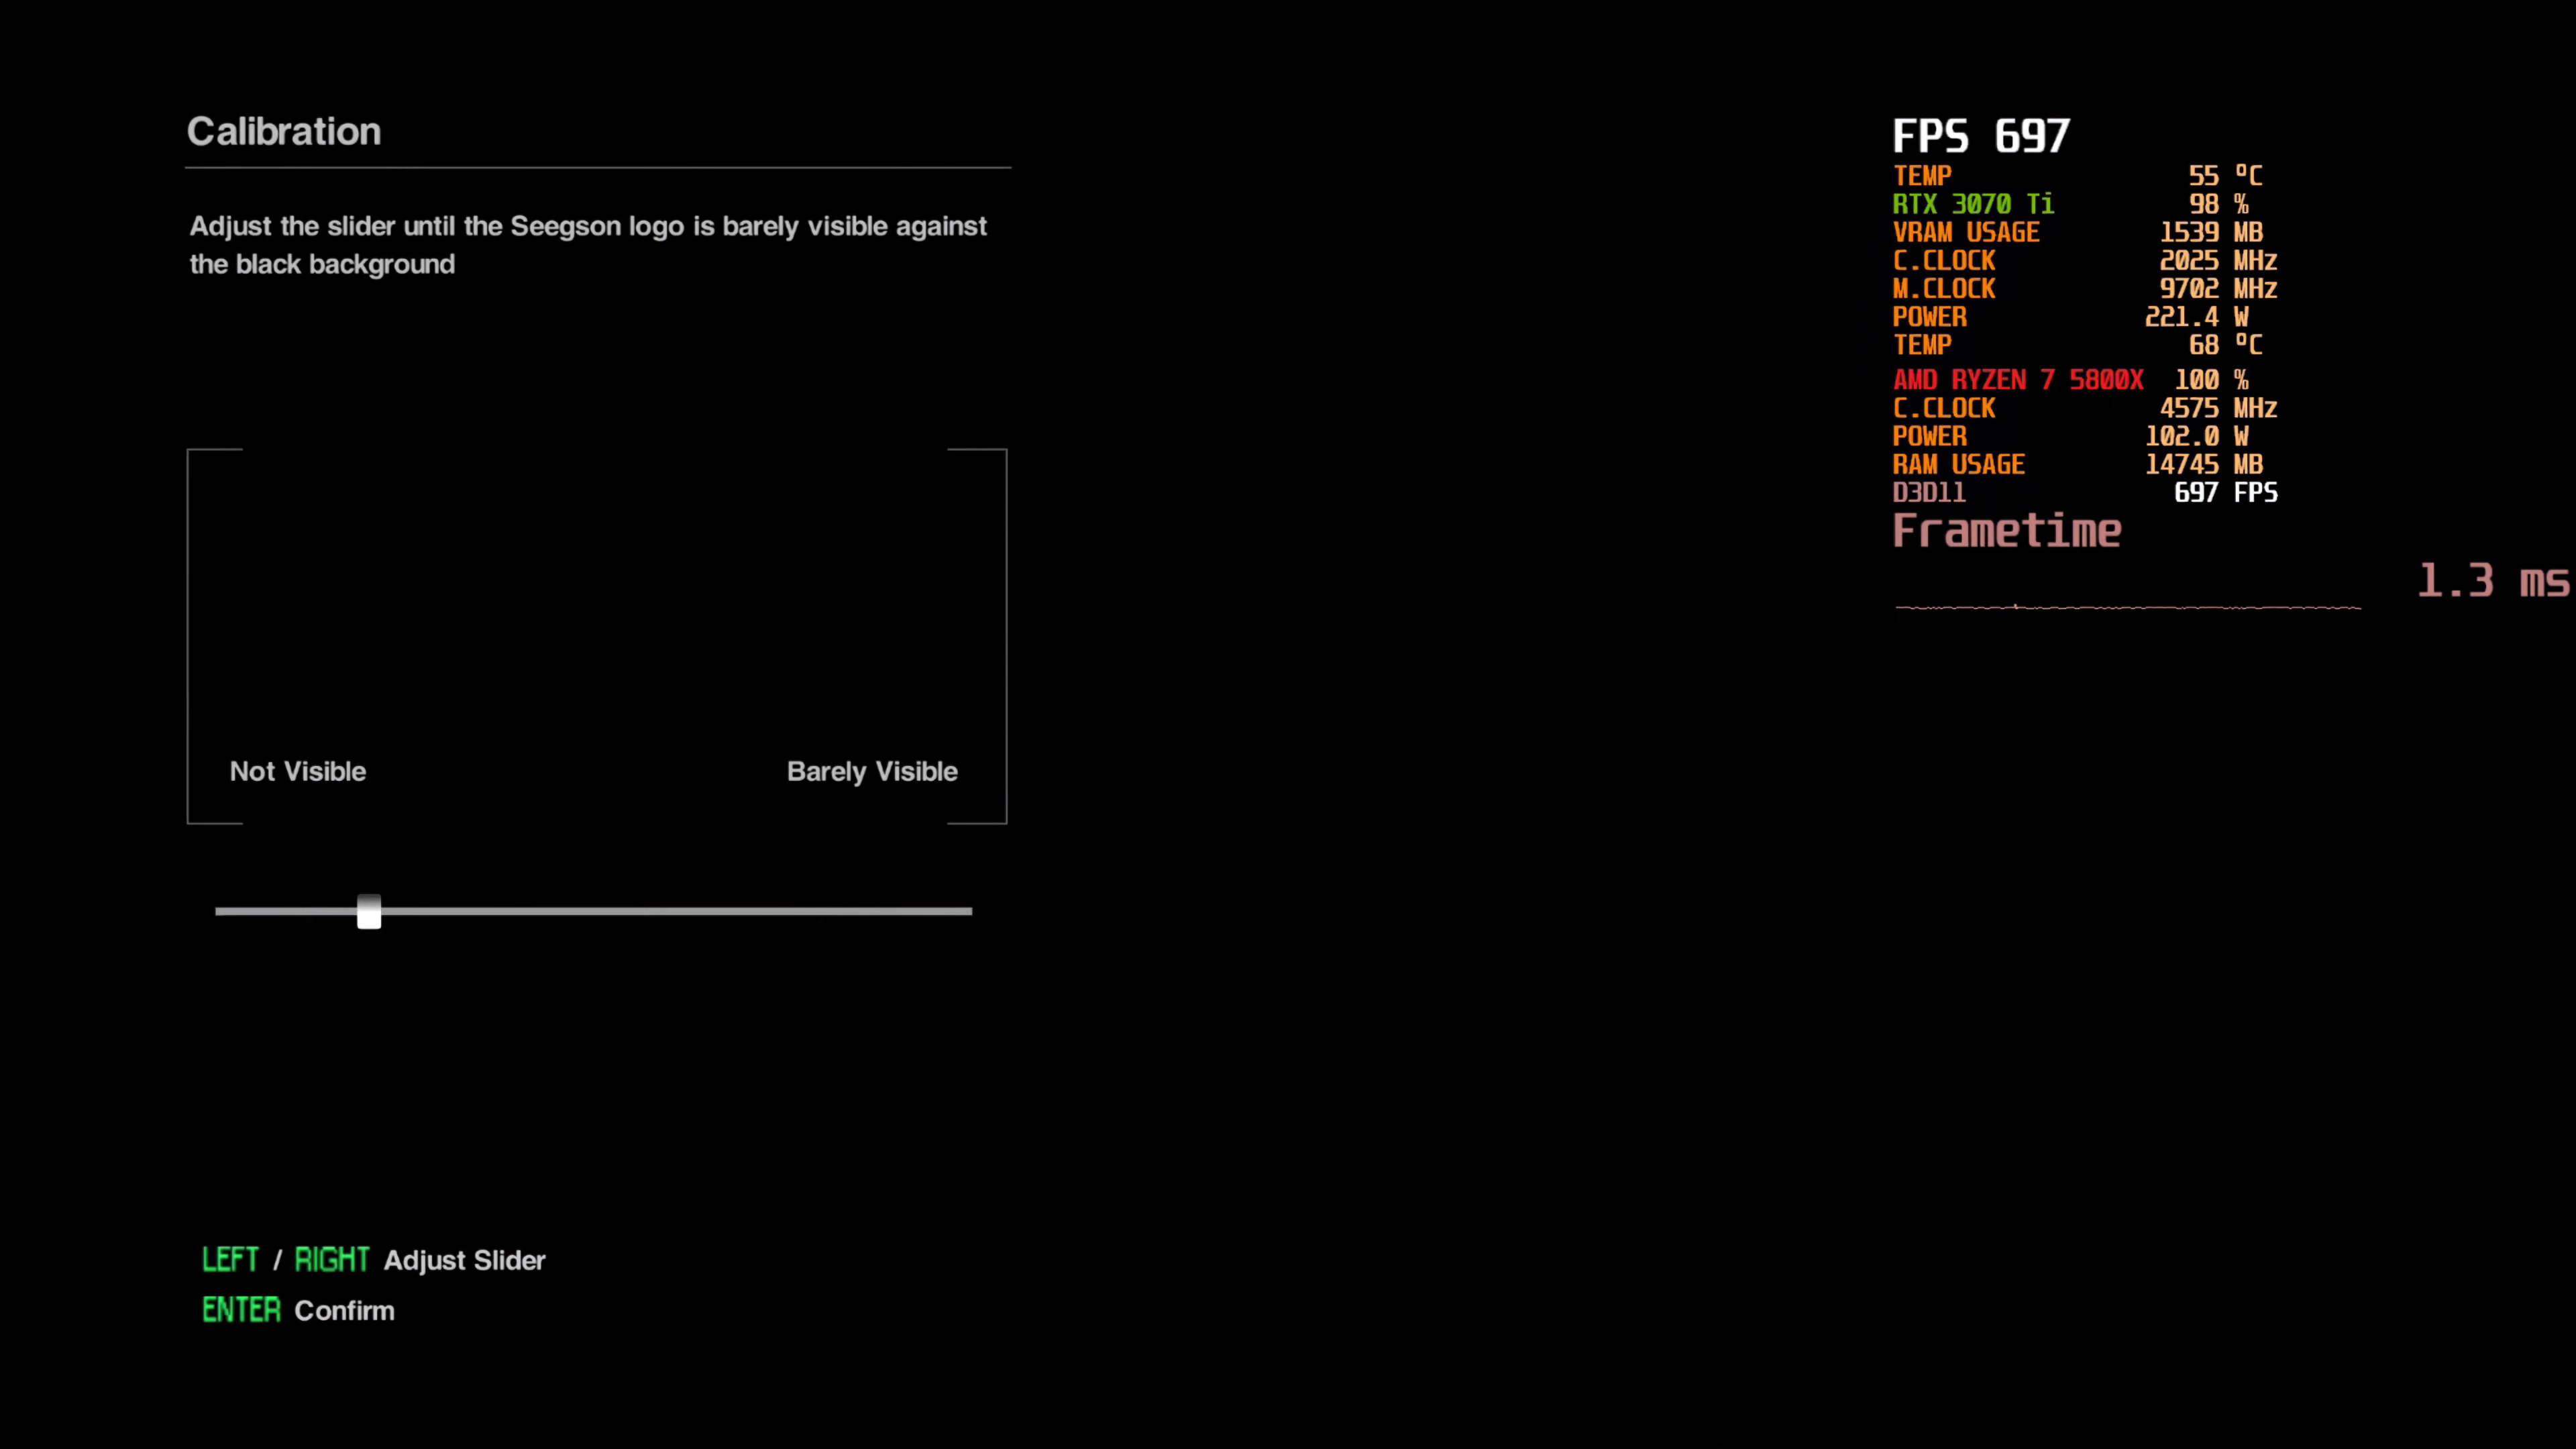 Calibration
Adjust the slider until the Seegson logo is barely visible against
the black background
Not Visible
Barely Visible
LEFT / RIGHT Adjust Slider
ENTER Confirm
FPS 697
TEMP 55 ºC
RTX 3070 Ti 98 %
VRAM USAGE 1539 MB
C.CLOCK 2025 MHz
M.CLOCK 9702 MHz
POWER 221.4 W
TEMP 68 ºC
AMD RYZEN 7 5800X 100 %
C.CLOCK 4575 MHz
POWER 102.0 W
RAM USAGE 14745 MB
D3D11 697 FPS
Frametime
1.3 ms